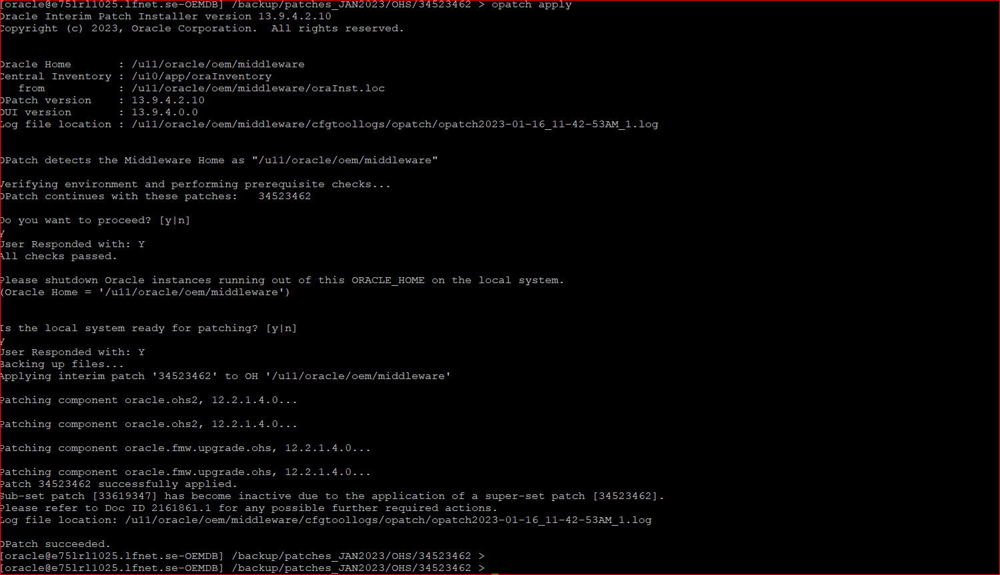 [oracle@e75lrl1025.lfnet.se-OEMDB] /backup/patches_JAN2023/OHS/34523462 > opatch apply
Oracle Interim Patch Installer version 13.9.4.2.10
Copyright (c) 2023, Oracle Corporation.  All rights reserved.
Oracle Home       : /u11/oracle/oem/middleware
Central Inventory : /u10/app/oraInventory
   from           : /u11/oracle/oem/middleware/oraInst.loc
OPatch version    : 13.9.4.2.10
OUI version       : 13.9.4.0.0
Log file location : /u11/oracle/oem/middleware/cfgtoollogs/opatch/opatch2023-01-16_11-42-53AM_1.log
OPatch detects the Middleware Home as "/u11/oracle/oem/middleware"
Verifying environment and performing prerequisite checks...
OPatch continues with these patches:   34523462
Do you want to proceed? [y|n]
y
User Responded with: Y
All checks passed.
Please shutdown Oracle instances running out of this ORACLE_HOME on the local system.
(Oracle Home = '/u11/oracle/oem/middleware')
Is the local system ready for patching? [y|n]
y
User Responded with: Y
Backing up files...
Applying interim patch '34523462' to OH '/u11/oracle/oem/middleware'
Patching component oracle.ohs2, 12.2.1.4.0...
Patching component oracle.ohs2, 12.2.1.4.0...
Patching component oracle.fmw.upgrade.ohs, 12.2.1.4.0...
Patching component oracle.fmw.upgrade.ohs, 12.2.1.4.0...
Patch 34523462 successfully applied.
Sub-set patch [33619347] has become inactive due to the application of a super-set patch [34523462].
Please refer to Doc ID 2161861.1 for any possible further required actions.
Log file location: /u11/oracle/oem/middleware/cfgtoollogs/opatch/opatch2023-01-16_11-42-53AM_1.log
OPatch succeeded.
[oracle@e75lrl1025.lfnet.se-OEMDB] /backup/patches_JAN2023/OHS/34523462 >
[oracle@e75lrl1025.lfnet.se-OEMDB] /backup/patches_JAN2023/OHS/34523462 > _